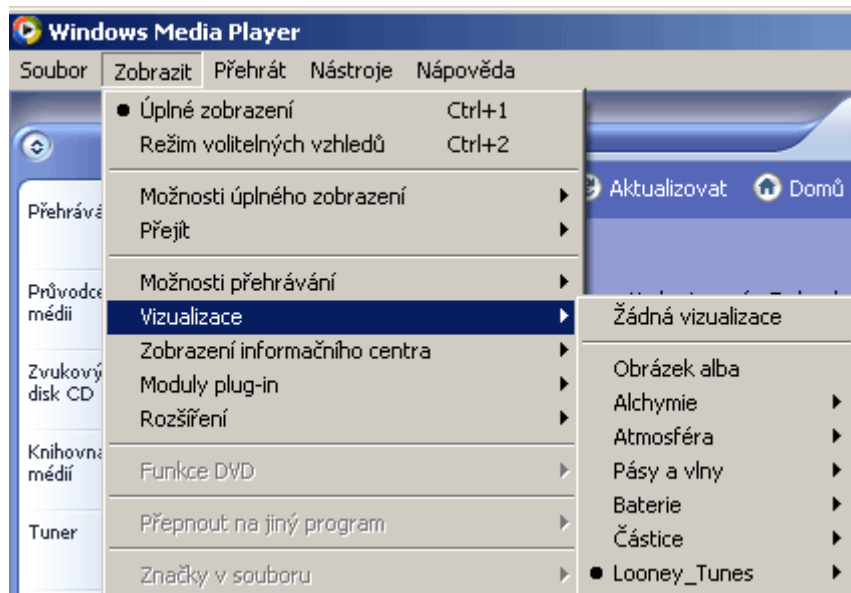 Windows Media Player
Soubor Zobrazit Přehrát Nástroje Nápověda
Úplné zobrazení Ctrl+1
Režim volitelných vzhledů Ctrl+2
Možnosti úplného zobrazení
Přejít
Možnosti přehrávání
Vizualizace
Zobrazení informačního centra
Moduly plug-in
Rozšíření
Funkce DVD
Přepnout na jiný program
Značky v souboru
Aktualizovat Domů
Žádná vizualizace
Obrázek alba
Alchymie
Atmosféra
Pásy a vlny
Baterie
Částice
Looney_Tunes
Přehrává
Průvodce
médii
Zvukový
disk CD
Knihovna
médií
Tuner